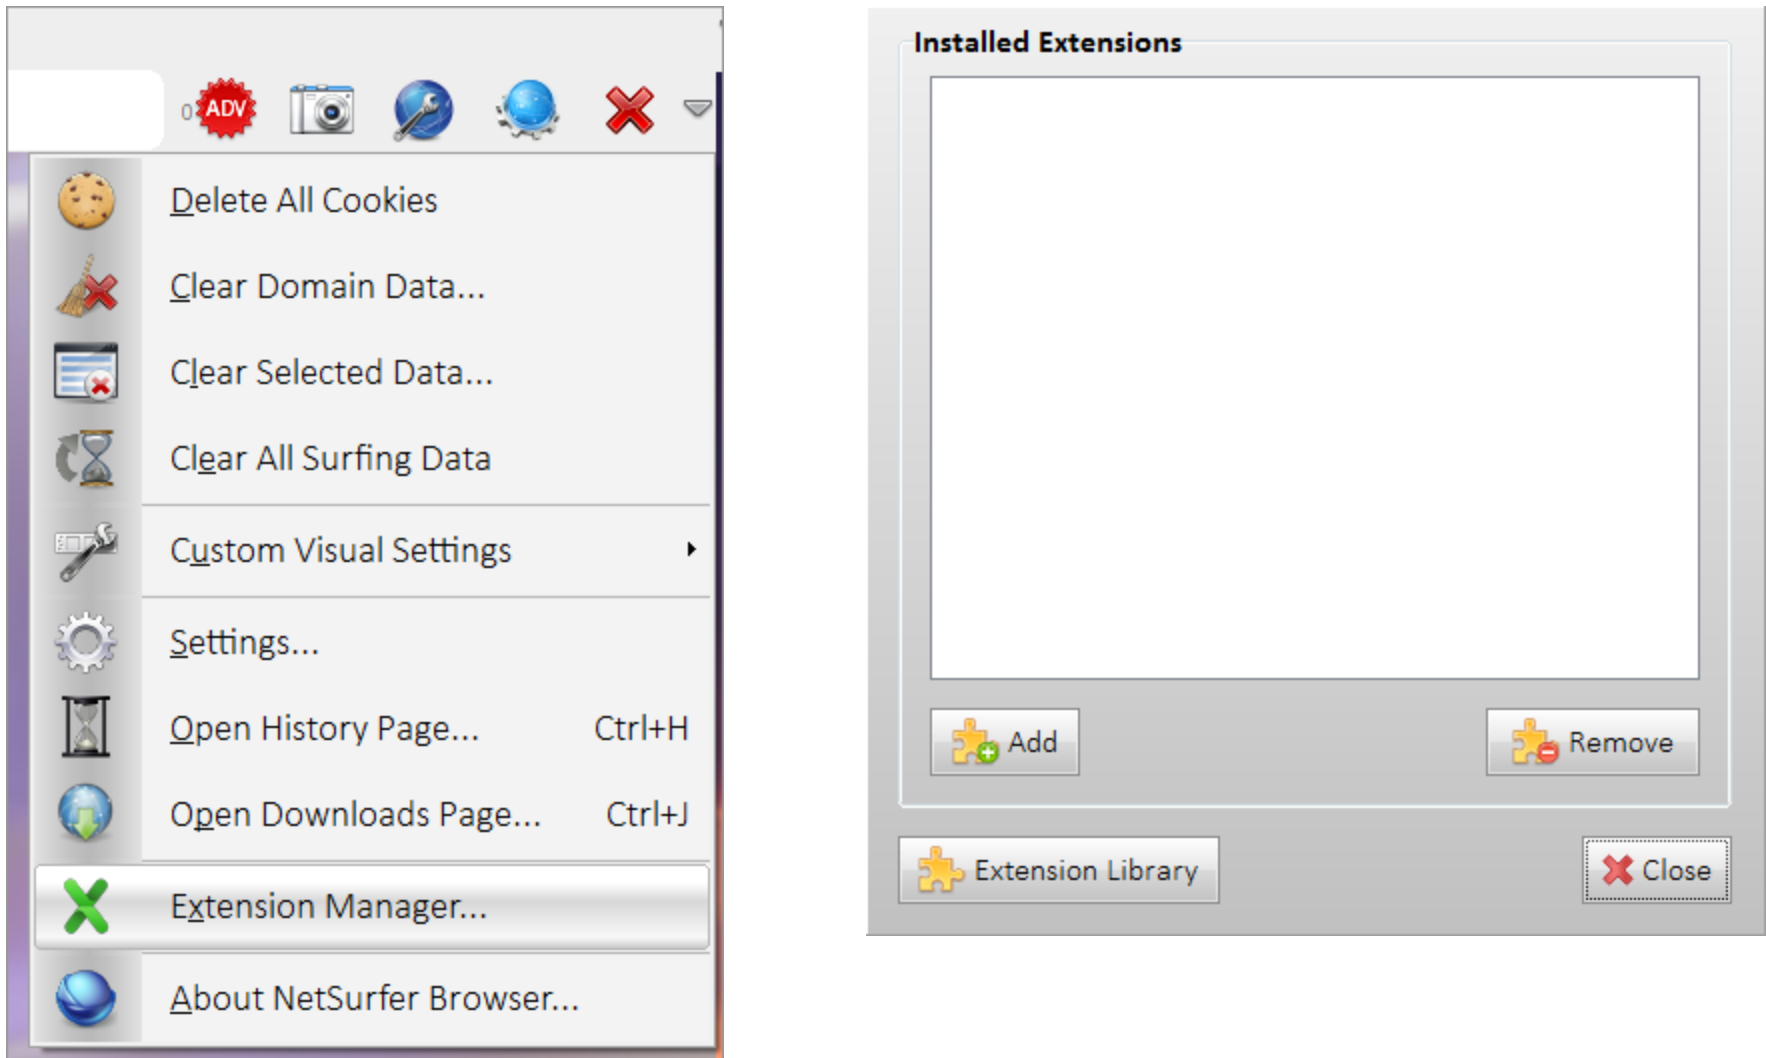 0 ADV
Delete All Cookies
Clear Domain Data...
Clear Selected Data...
Clear All Surfing Data
Custom Visual Settings
Settings...
Open History Page... Ctrl+H
Open Downloads Page... Ctrl+J
Extension Manager...
About NetSurfer Browser...
Installed Extensions
Add
Remove
Extension Library
Close